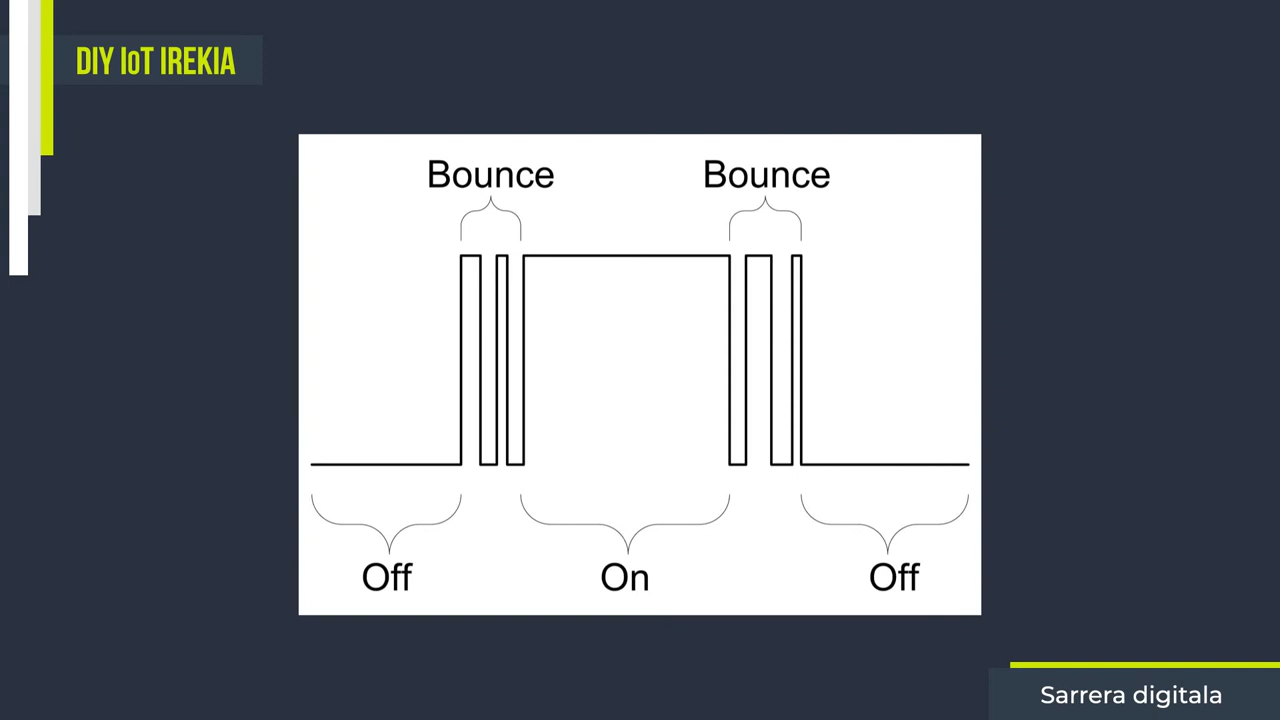 DIY IoT IREKIA
Bounce Bounce
Off On Off
Sarrera digitala